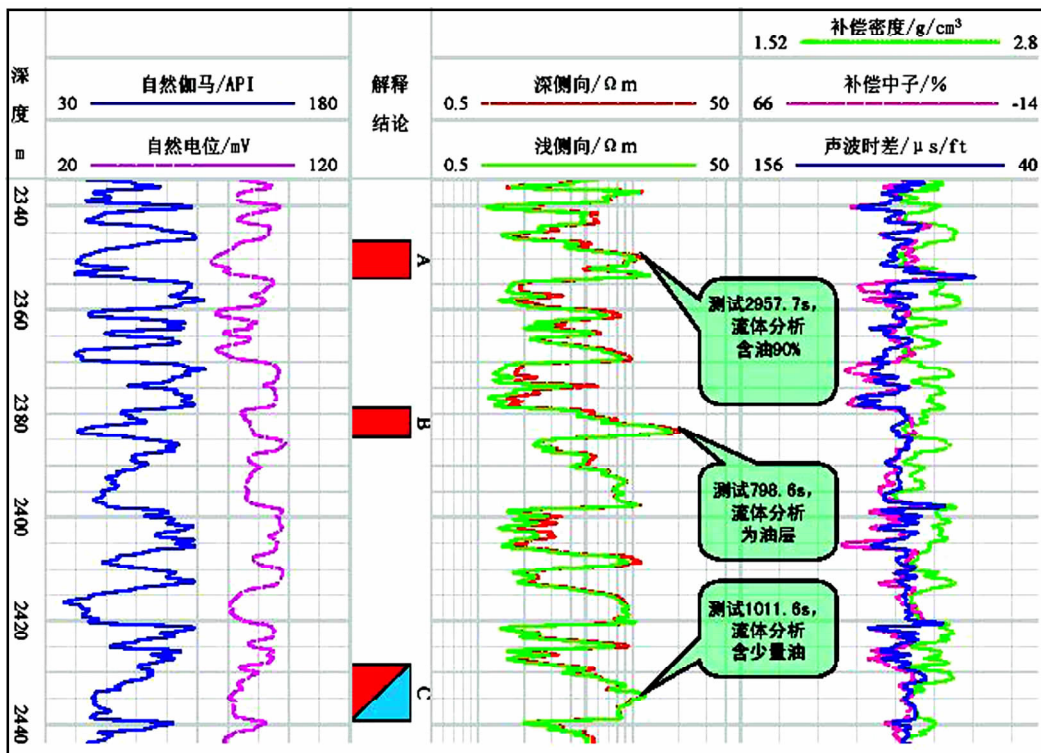 补偿密度/g/cm³
1.52 2.8
深度 m
自然伽马/API
30 180
解释结论
深侧向/Ωm
0.5 50
补偿中子/%
66 -14
自然电位/mV
20 120
浅侧向/Ωm
0.5 50
声波时差/μs/ft
156 40
2340
A
测试2957.7s，
流体分析
含油90%
2360
2380
B
测试798.6s，
流体分析
为油层
2400
测试1011.6s，
流体分析
含少量油
2420
C
2440